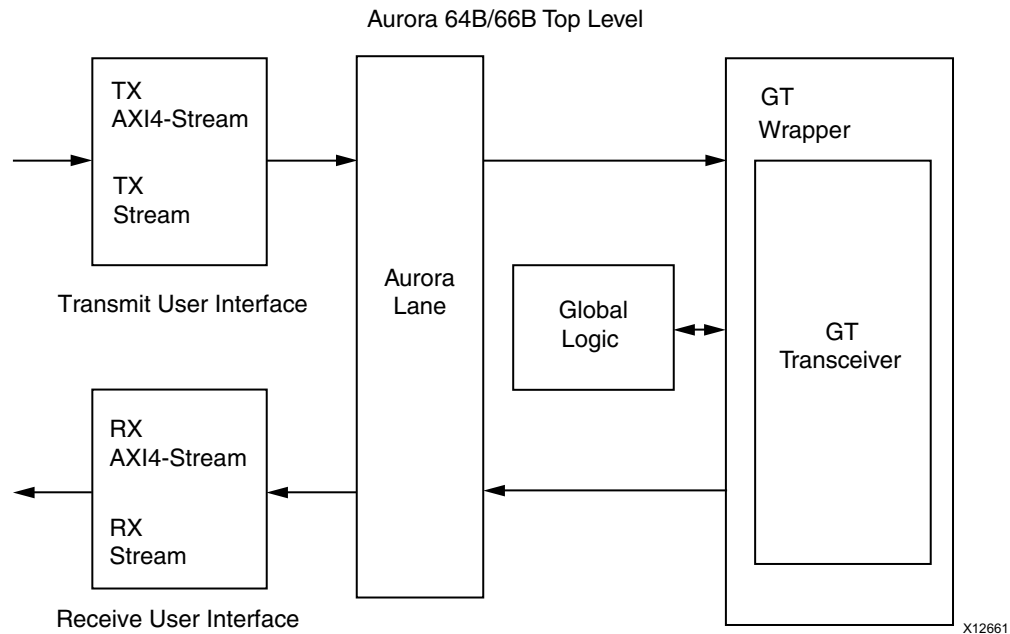 Aurora 64B/66B Top Level
TX
AXI4-Stream
TX
Stream
Transmit User Interface
Aurora
Lane
Global
Logic
GT
Wrapper
GT
Transceiver
RX
AXI4-Stream
RX
Stream
Receive User Interface
X12661